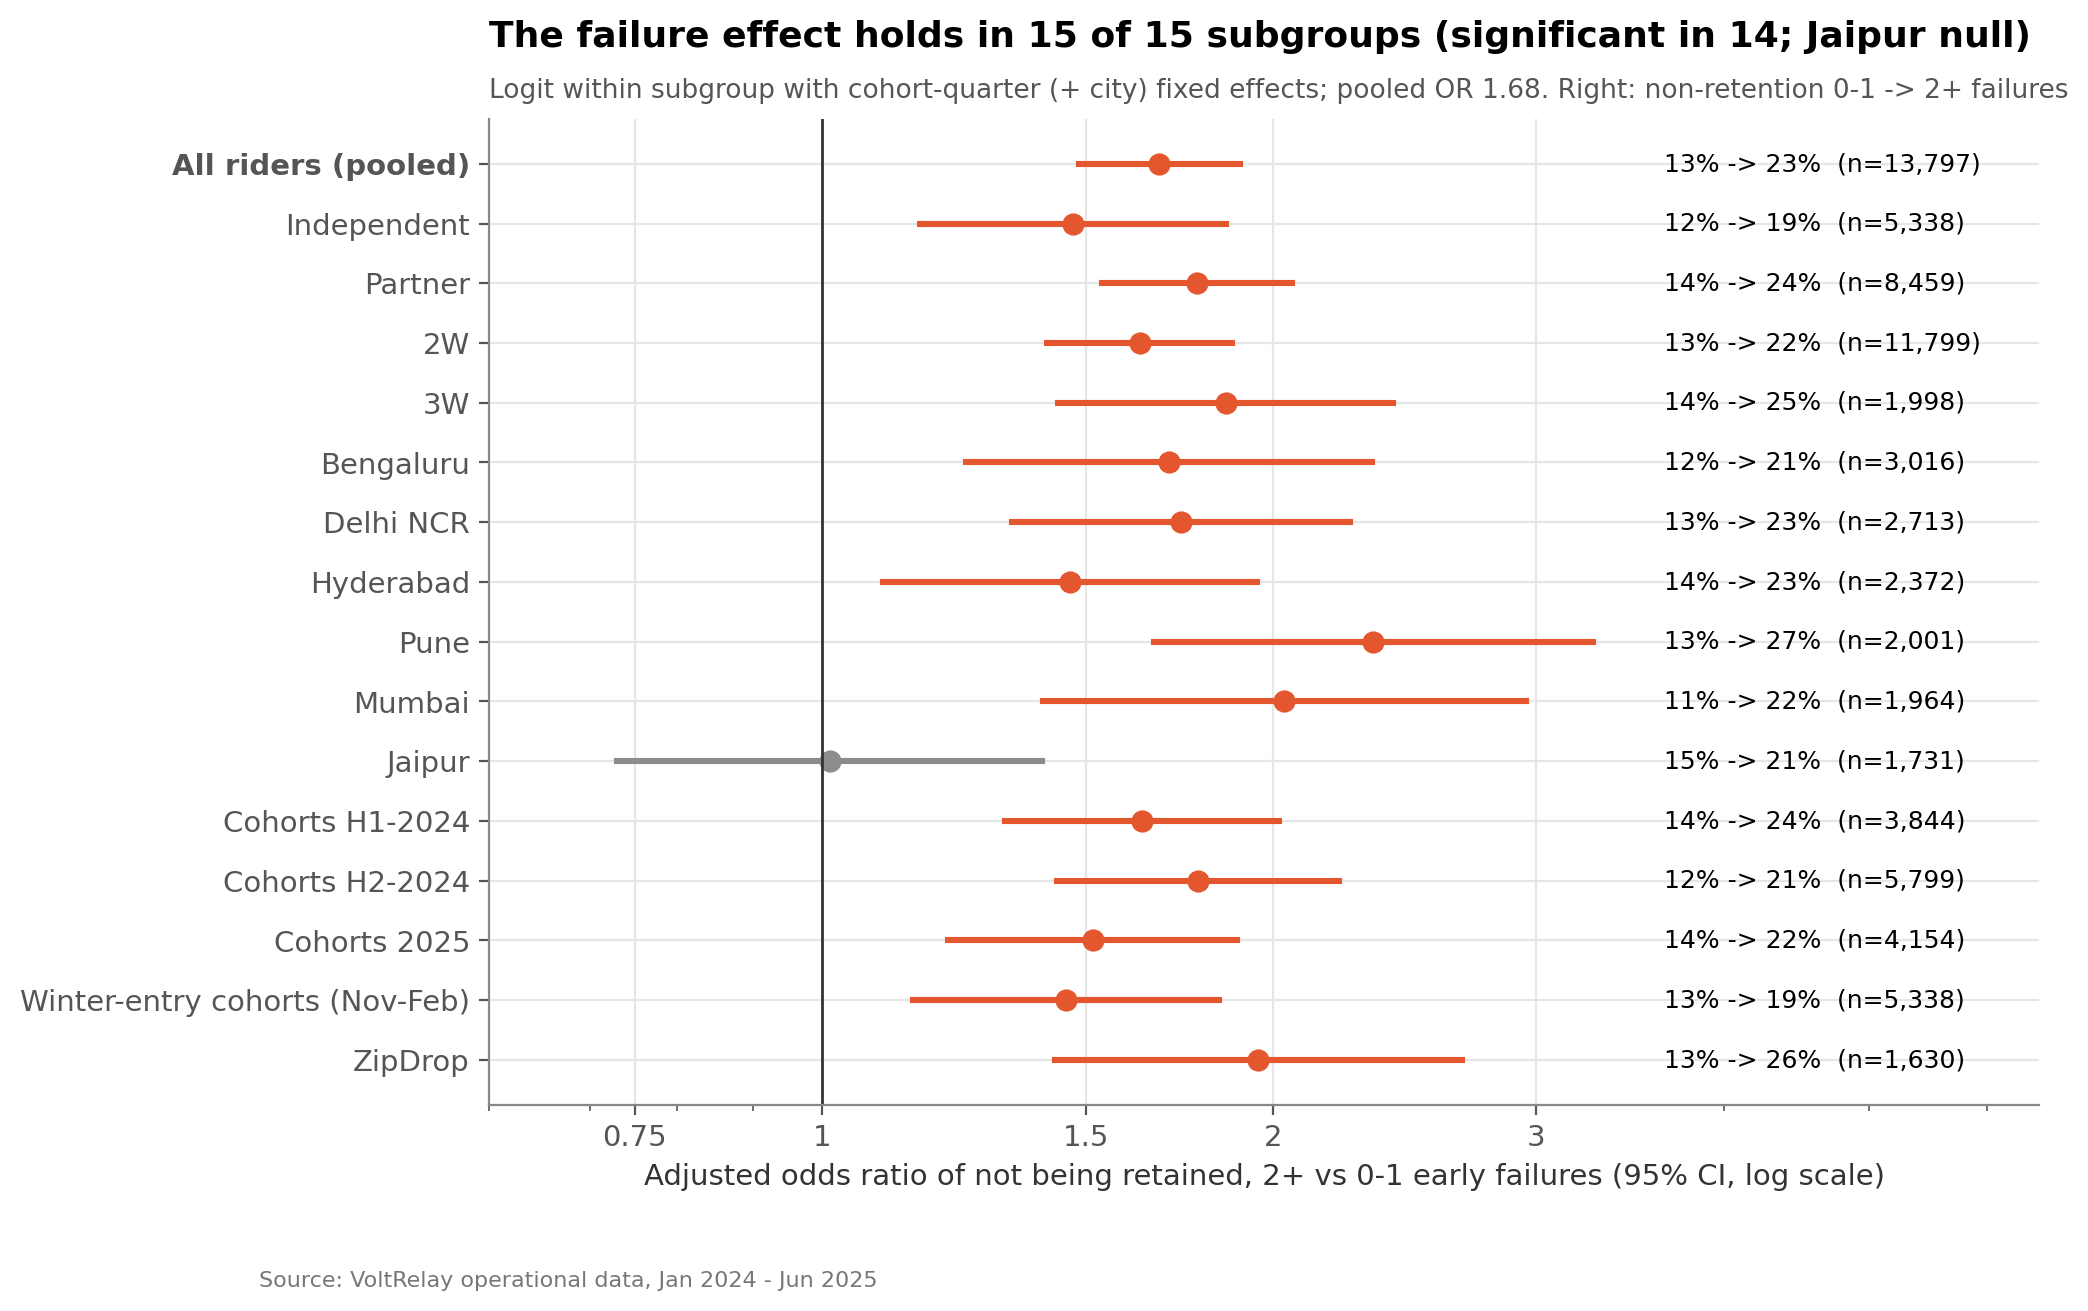 The failure effect holds in 15 of 15 subgroups (significant in 14; Jaipur null)
Logit within subgroup with cohort-quarter (+ city) fixed effects; pooled OR 1.68. Right: non-retention 0-1 -> 2+ failures
All riders (pooled) 13% -> 23% (n=13,797)
Independent 12% -> 19% (n=5,338)
Partner 14% -> 24% (n=8,459)
2W 13% -> 22% (n=11,799)
3W 14% -> 25% (n=1,998)
Bengaluru 12% -> 21% (n=3,016)
Delhi NCR 13% -> 23% (n=2,713)
Hyderabad 14% -> 23% (n=2,372)
Pune 13% -> 27% (n=2,001)
Mumbai 11% -> 22% (n=1,964)
Jaipur 15% -> 21% (n=1,731)
Cohorts H1-2024 14% -> 24% (n=3,844)
Cohorts H2-2024 12% -> 21% (n=5,799)
Cohorts 2025 14% -> 22% (n=4,154)
Winter-entry cohorts (Nov-Feb) 13% -> 19% (n=5,338)
ZipDrop 13% -> 26% (n=1,630)
0.75 1 1.5 2 3
Adjusted odds ratio of not being retained, 2+ vs 0-1 early failures (95% CI, log scale)
Source: VoltRelay operational data, Jan 2024 - Jun 2025